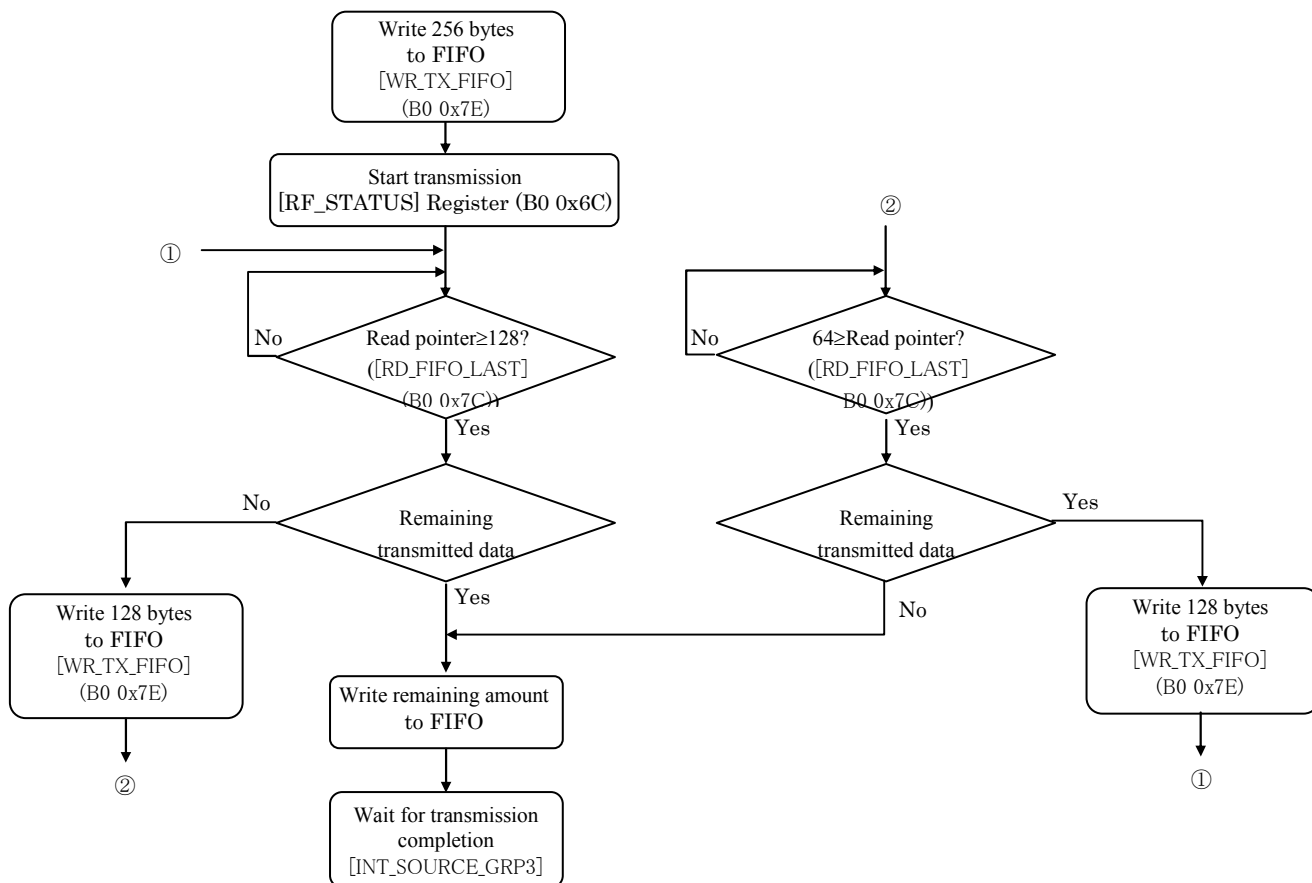 Write 256 bytes
to FIFO
[WR_TX_FIFO]
(B0 0x7E)
Start transmission
[RF_STATUS] Register (B0 0x6C)
①
②
No
Read pointer≥128?
([RD_FIFO_LAST]
(B0 0x7C))
Yes
No
64≥Read pointer?
([RD_FIFO_LAST]
B0 0x7C))
Yes
No
Remaining
transmitted data
Yes
Remaining
transmitted data
Yes
No
Write 128 bytes
to FIFO
[WR_TX_FIFO]
(B0 0x7E)
②
Write remaining amount
to FIFO
Wait for transmission
completion
[INT_SOURCE_GRP3]
Write 128 bytes
to FIFO
[WR_TX_FIFO]
(B0 0x7E)
①